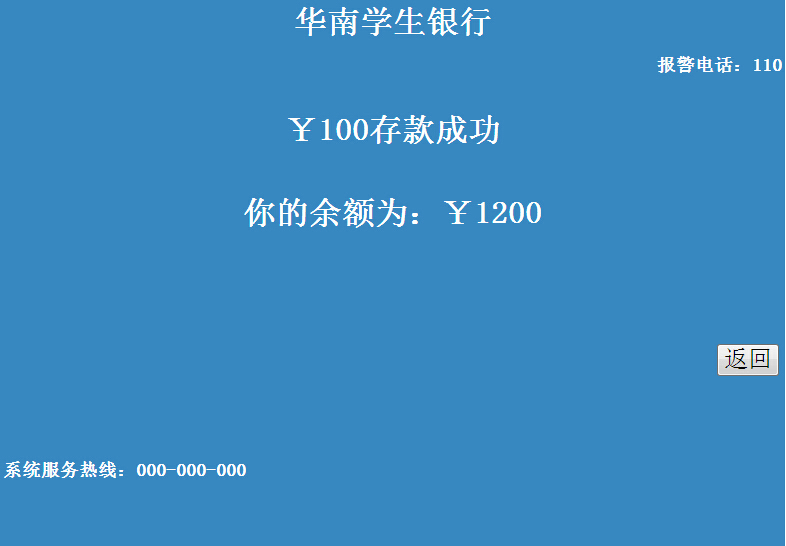 华南学生银行
报警电话：110
￥100存款成功
你的余额为：￥1200
返回
系统服务热线：000-000-000